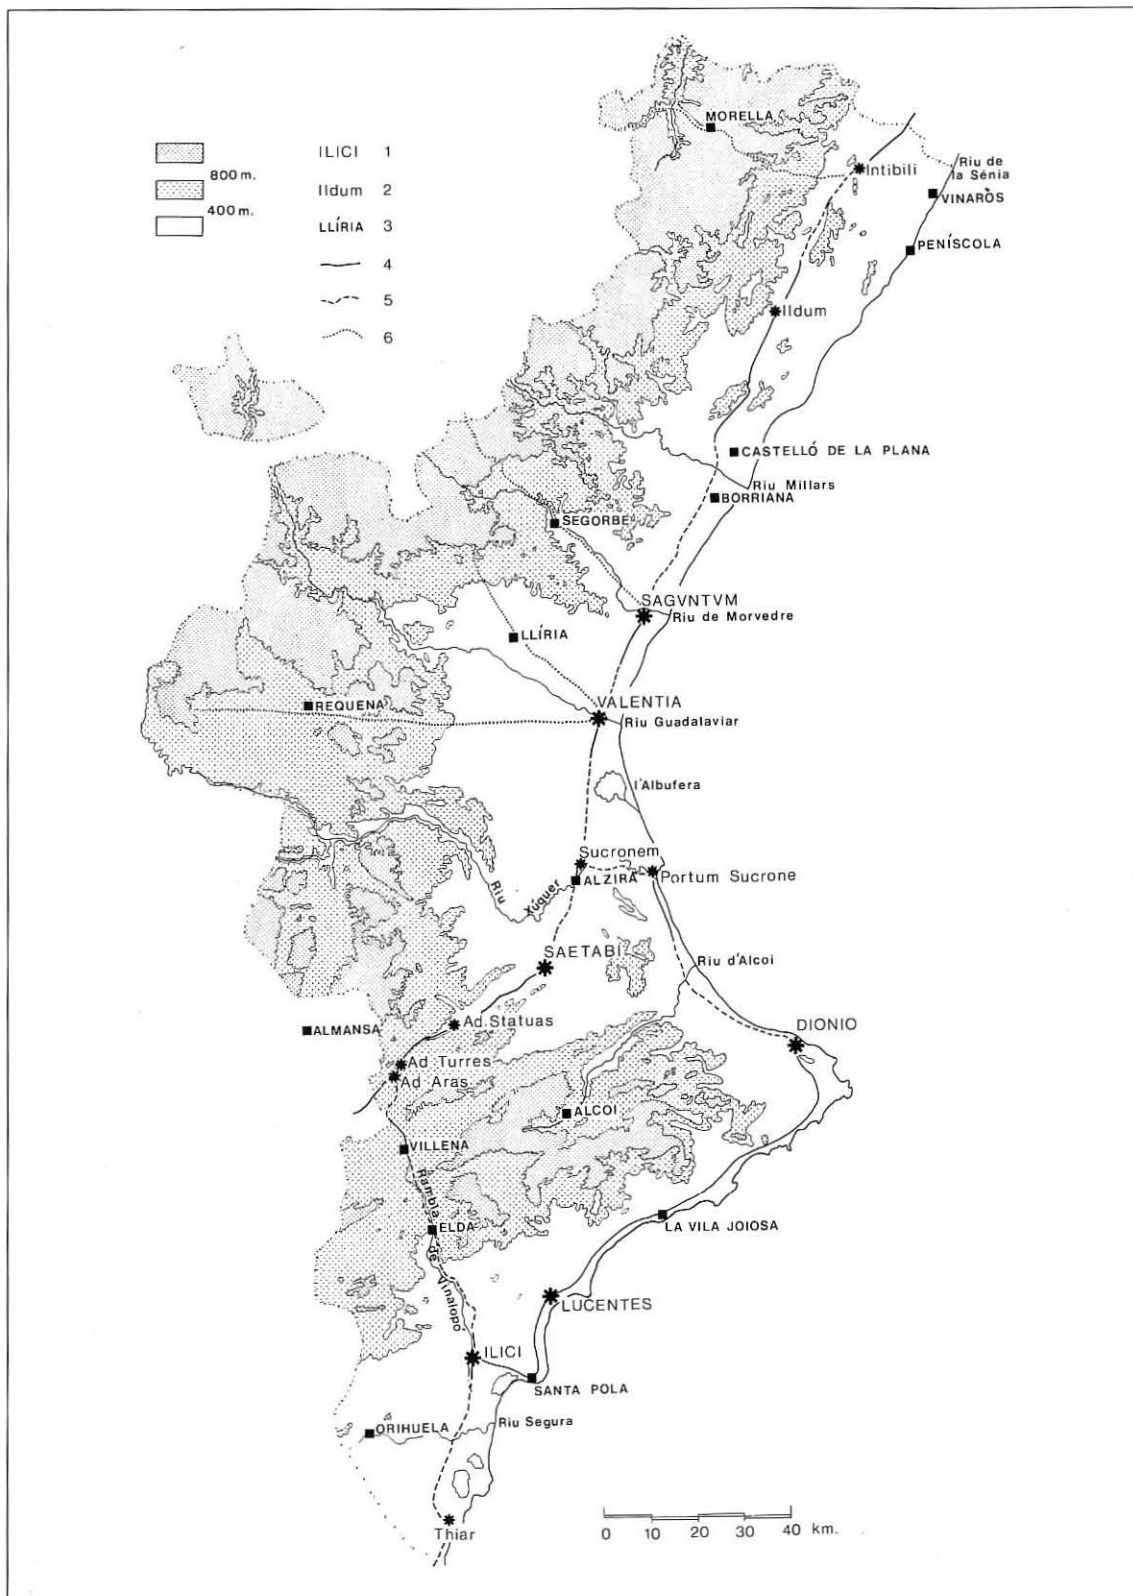 800 m.
400 m.
ILICI 1
Ildum 2
LLÍRIA 3
4
5
6
MORELLA
Intibili
Riu de
la Sénia
VINARÒS
PENÍSCOLA
Ildum
CASTELLÓ DE LA PLANA
Riu Millars
BORRIANA
SEGORBE
SAGVNTVM
Riu de Morvedre
LLÍRIA
VALENTIA
REQUENA
Riu Guadalaviar
l'Albufera
Sucronem
ALZIRA
Portum Sucrone
Riu Xúquer
SAETABI
Riu d'Alcoi
Ad Statuas
ALMANSA
DIONIO
Ad Turres
Ad Aras
ALCOI
VILLENA
Rambla de Vinalopó
ELDA
LA VILA JOIOSA
LUCENTES
ILICI
SANTA POLA
ORIHUELA
Riu Segura
Thiar
0 10 20 30 40 km.